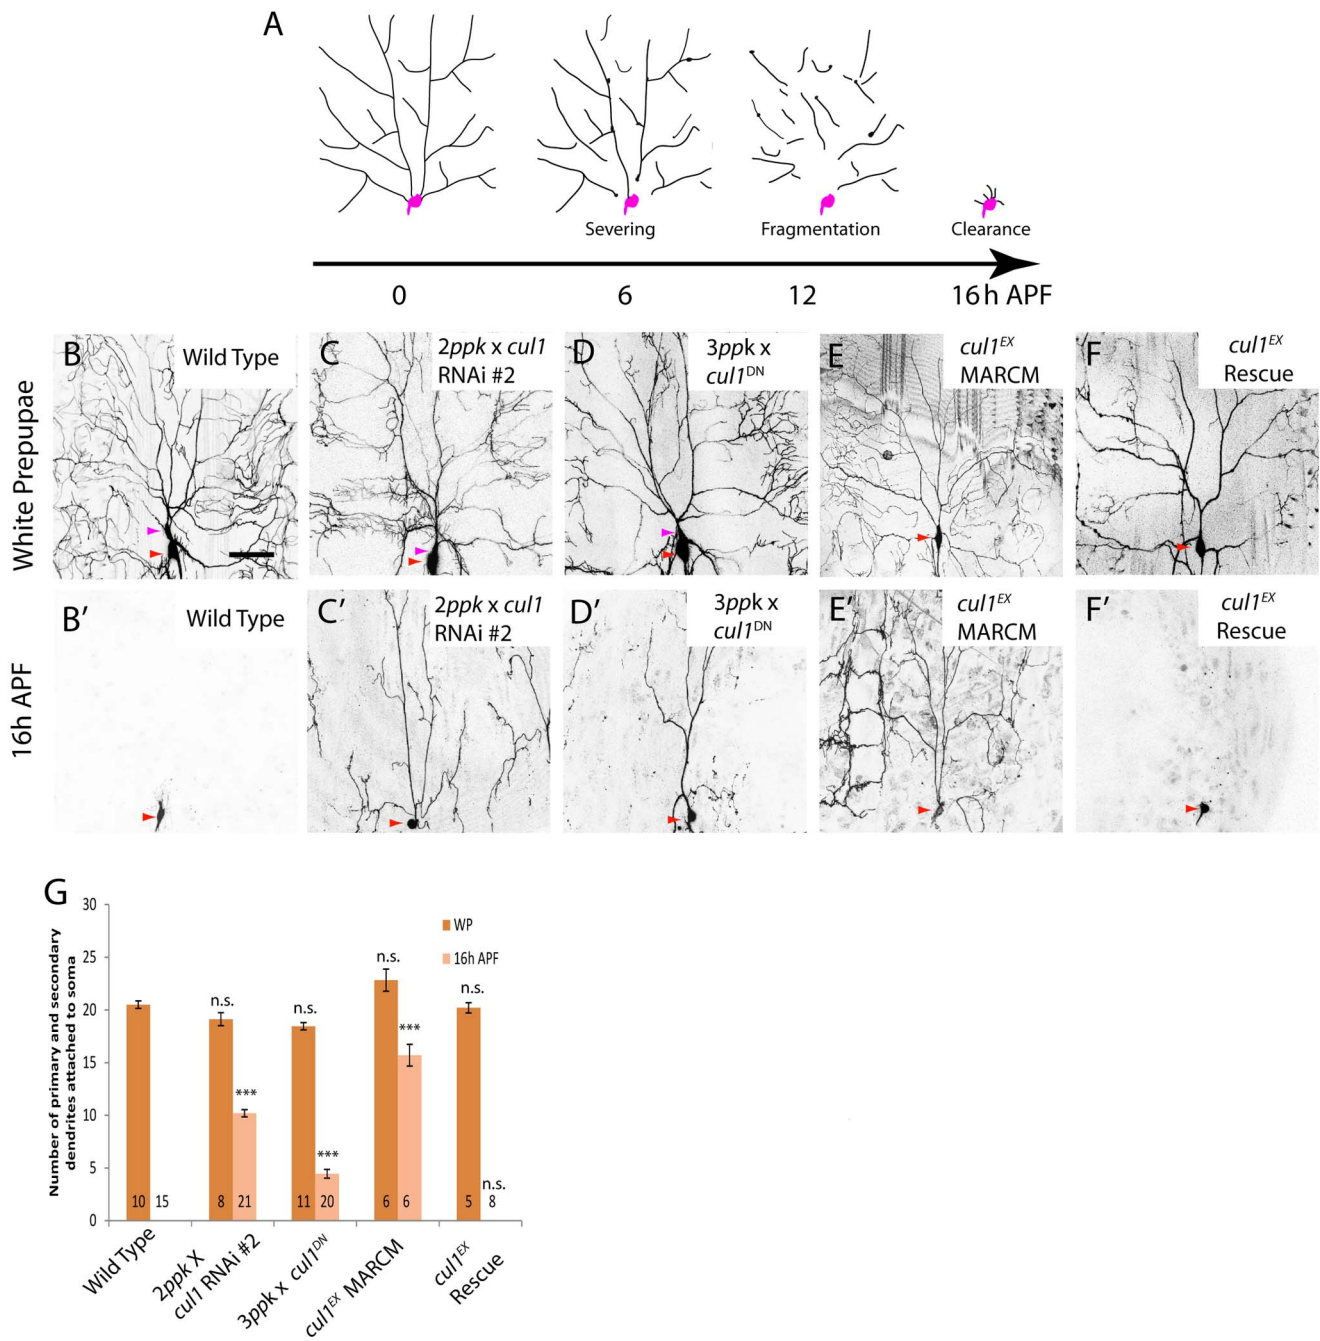 A
Severing
Fragmentation
Clearance
0
6
12
16h APF
White Prepupae
B
Wild Type
C
2ppk x cul1
RNAi #2
D
3ppk x
cul1ᴰᴺ
E
cul1ᴱˣ
MARCM
F
cul1ᴱˣ
Rescue
16h APF
B′
Wild Type
C′
2ppk x cul1
RNAi #2
D′
3ppk x
cul1ᴰᴺ
E′
cul1ᴱˣ
MARCM
F′
cul1ᴱˣ
Rescue
G
Number of primary and secondary
dendrites attached to soma
30
25
20
15
10
5
0
WP
16h APF
n.s.
***
n.s.
***
n.s.
***
n.s.
n.s.
10
15
8
21
11
20
6
6
5
8
Wild Type
2ppk X
cul1 RNAi #2
3ppk x cul1ᴰᴺ
cul1ᴱˣ MARCM
cul1ᴱˣ
Rescue